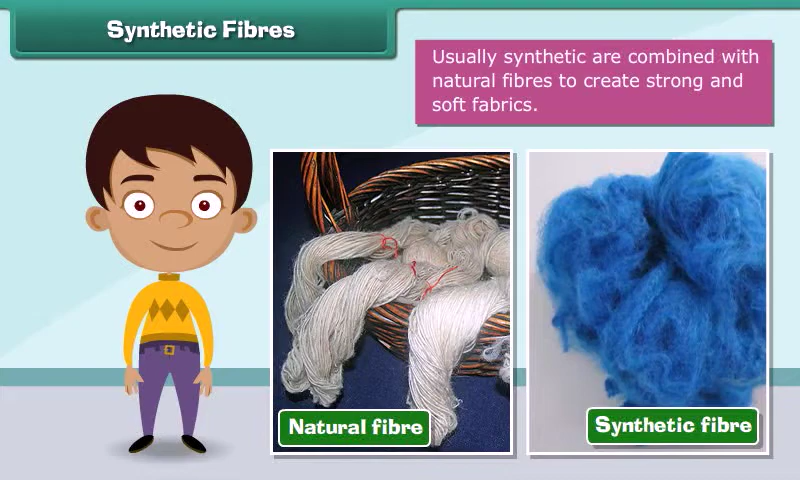 Synthetic Fibres
Usually synthetic are combined with
natural fibres to create strong and
soft fabrics.
Natural fibre
Synthetic fibre